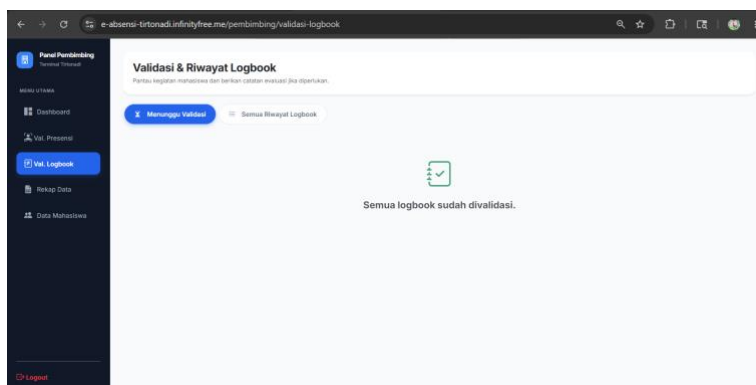 e-absensi-tirtonadi.infinityfree.me/pembimbing/validasi-logbook
Panel Pembimbing
Terminal Tirtonadi
MENU UTAMA
Dashboard
Val. Presensi
Val. Logbook
Rekap Data
Data Mahasiswa
Logout
Validasi & Riwayat Logbook
Pantau kegiatan mahasiswa dan berikan catatan evaluasi jika diperlukan.
Menunggu Validasi
Semua Riwayat Logbook
Semua logbook sudah divalidasi.